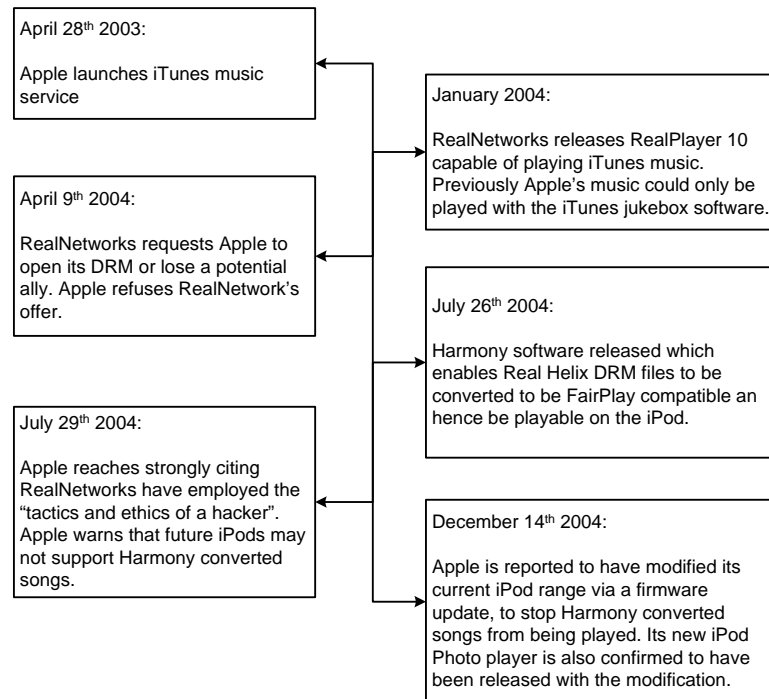 April 28th 2003:
Apple launches iTunes music
service
January 2004:
RealNetworks releases RealPlayer 10
capable of playing iTunes music.
Previously Apple’s music could only be
played with the iTunes jukebox software.
April 9th 2004:
RealNetworks requests Apple to
open its DRM or lose a potential
ally. Apple refuses RealNetwork’s
offer.
July 26th 2004:
Harmony software released which
enables Real Helix DRM files to be
converted to be FairPlay compatible an
hence be playable on the iPod.
July 29th 2004:
Apple reaches strongly citing
RealNetworks have employed the
“tactics and ethics of a hacker”.
Apple warns that future iPods may
not support Harmony converted
songs.
December 14th 2004:
Apple is reported to have modified its
current iPod range via a firmware
update, to stop Harmony converted
songs from being played. Its new iPod
Photo player is also confirmed to have
been released with the modification.